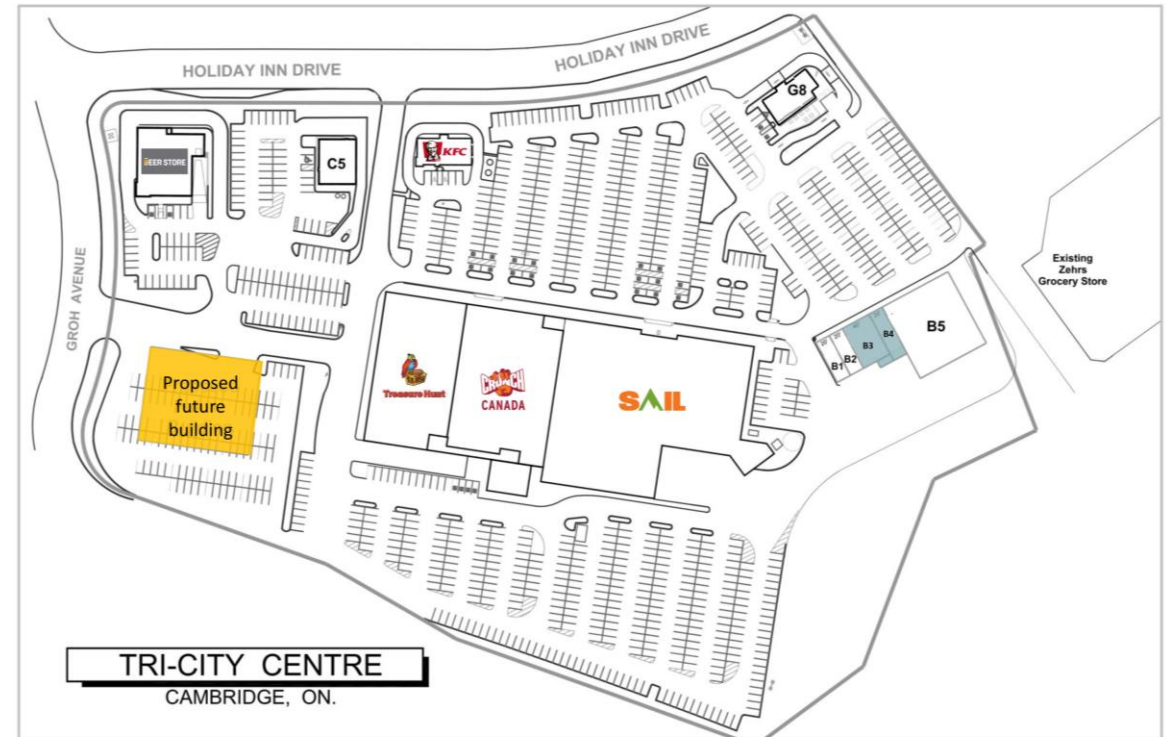 HOLIDAY INN DRIVE
HOLIDAY INN DRIVE
G8
BEER STORE
C5
KFC
GROH AVENUE
Existing
Zehrs
Grocery Store
B5
B4
B3
B2
B1
Proposed
future
building
Treasure Hunt
CRUNCH
CANADA
SAIL
TRI-CITY CENTRE
CAMBRIDGE, ON.